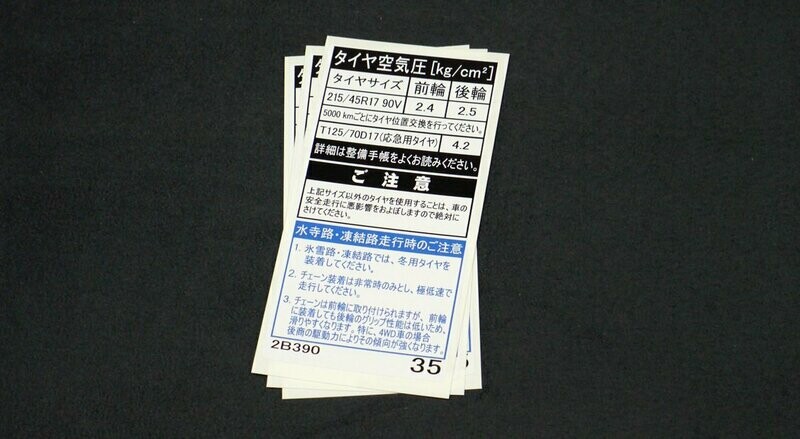 タイヤ空気圧[kg/cm²]
タイヤサイズ 前輪 後輪
215/45R17 90V 2.4 2.5
5000 kmごとにタイヤ位置交換を行ってください。
T125/70D17(応急用タイヤ) 4.2
詳細は整備手帳をよくお読みください。
ご注意
上記サイズ以外のタイヤを使用することは、車の
安全走行に悪影響をおよぼしますので絶対に
さけてください。
水寺路・凍結路走行時のご注意
1. 氷雪路・凍結路では、冬用タイヤを
装着してください。
2. チェーン装着は非常時のみとし、極低速で
走行してください。
3. チェーンは前輪に取り付けられますが、前輪
に装着しても後輪のグリップ性能は低いため、
滑りやすくなります。特に、4WD車の場合
後商の駆動力によりその傾向が強くなります。
2B390
35